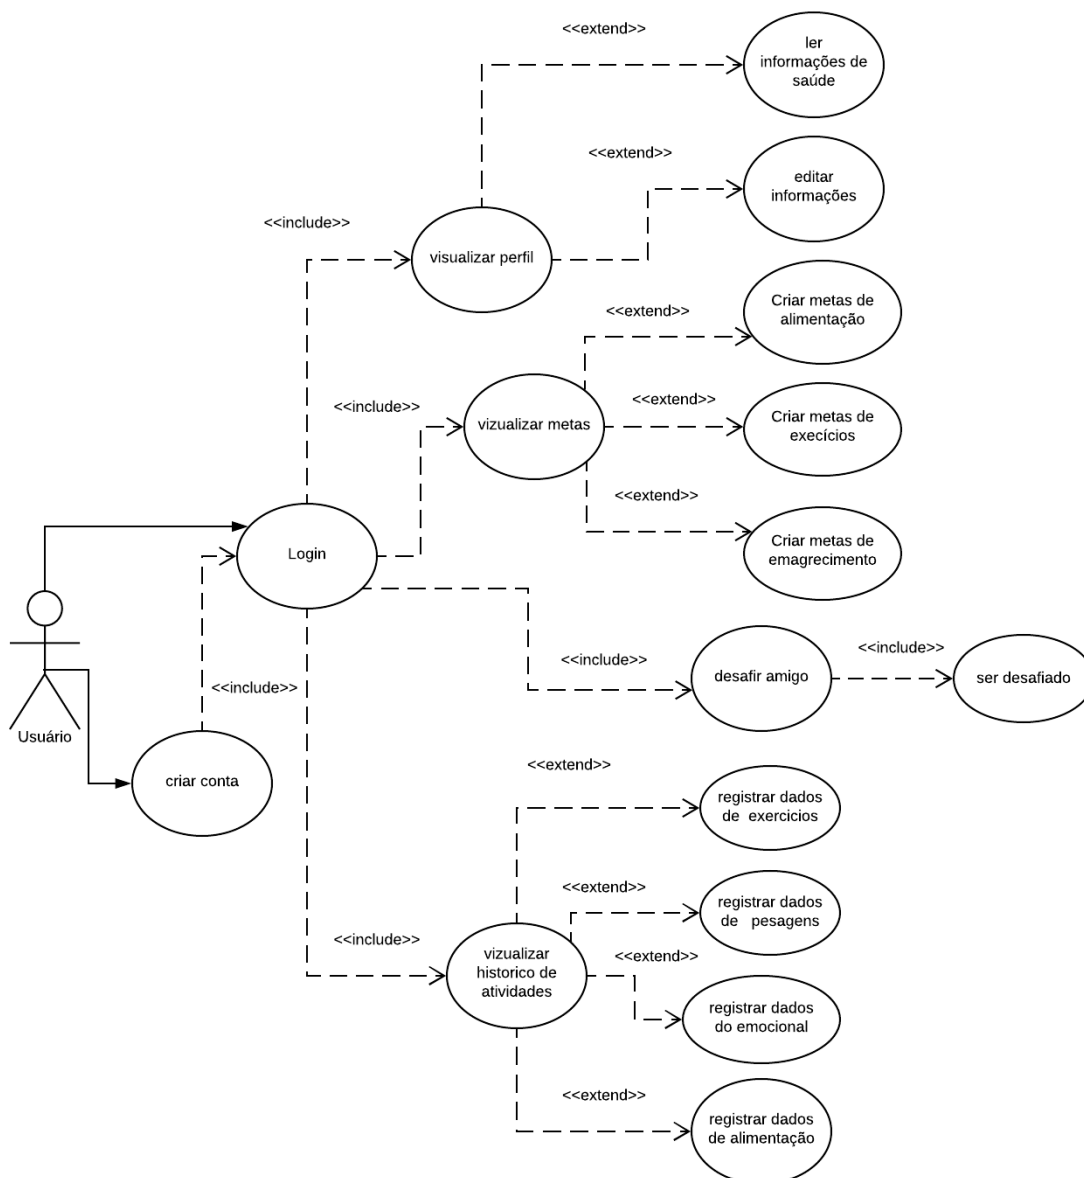 <<extend>>
ler
informações de
saúde
<<extend>>
editar
informações
<<include>>
visualizar perfil
<<extend>>
Criar metas de
alimentação
<<include>>
vizualizar metas
<<extend>>
Criar metas de
execícios
<<extend>>
Criar metas de
emagrecimento
Login
<<include>>
desafir amigo
<<include>>
ser desafiado
<<include>>
Usuário
criar conta
<<extend>>
registrar dados
de exercicios
<<extend>>
registrar dados
de pesagens
<<include>>
vizualizar
historico de
atividades
<<extend>>
registrar dados
do emocional
<<extend>>
registrar dados
de alimentação